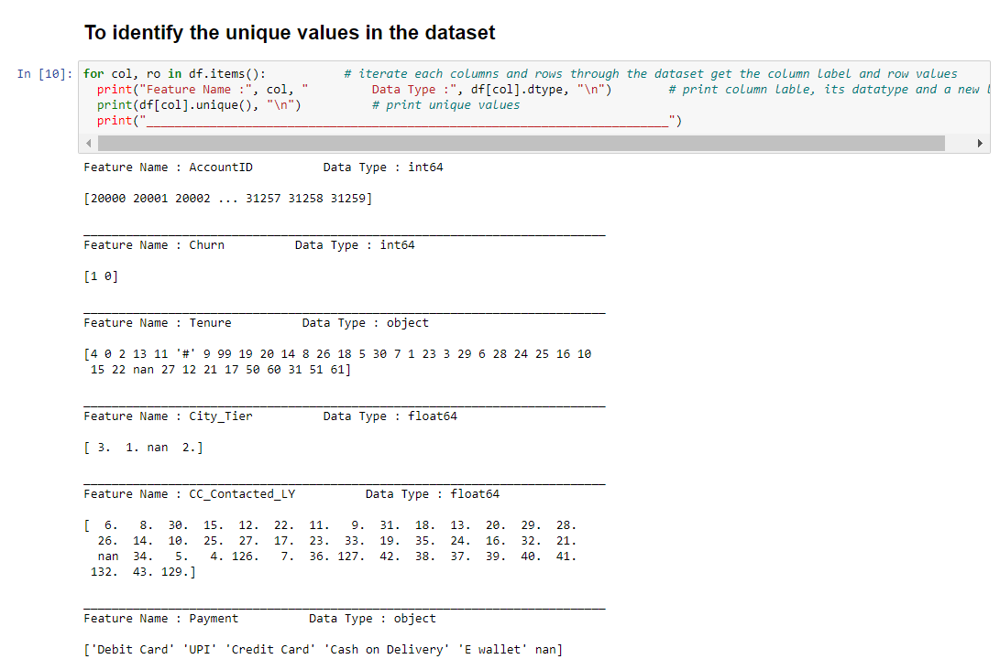 To identify the unique values in the dataset
In [10]: for col, ro in df.items():           # iterate each columns and rows through the dataset get the column label and row values
  print("Feature Name :", col, "         Data Type :", df[col].dtype, "\n")        # print column lable, its datatype and a new
  print(df[col].unique(), "\n")          # print unique values
  print("__________________________________________________________________________")
Feature Name : AccountID          Data Type : int64
[20000 20001 20002 ... 31257 31258 31259]
__________________________________________________________________________
Feature Name : Churn          Data Type : int64
[1 0]
__________________________________________________________________________
Feature Name : Tenure          Data Type : object
[4 0 2 13 11 '#' 9 99 19 20 14 8 26 18 5 30 7 1 23 3 29 6 28 24 25 16 10
 15 22 nan 27 12 21 17 50 60 31 51 61]
__________________________________________________________________________
Feature Name : City_Tier          Data Type : float64
[ 3.  1. nan  2.]
__________________________________________________________________________
Feature Name : CC_Contacted_LY          Data Type : float64
[  6.   8.  30.  15.  12.  22.  11.   9.  31.  18.  13.  20.  29.  28.
  26.  14.  10.  25.  27.  17.  23.  33.  19.  35.  24.  16.  32.  21.
  nan  34.   5.   4. 126.   7.  36. 127.  42.  38.  37.  39.  40.  41.
 132.  43. 129.]
__________________________________________________________________________
Feature Name : Payment          Data Type : object
['Debit Card' 'UPI' 'Credit Card' 'Cash on Delivery' 'E wallet' nan]